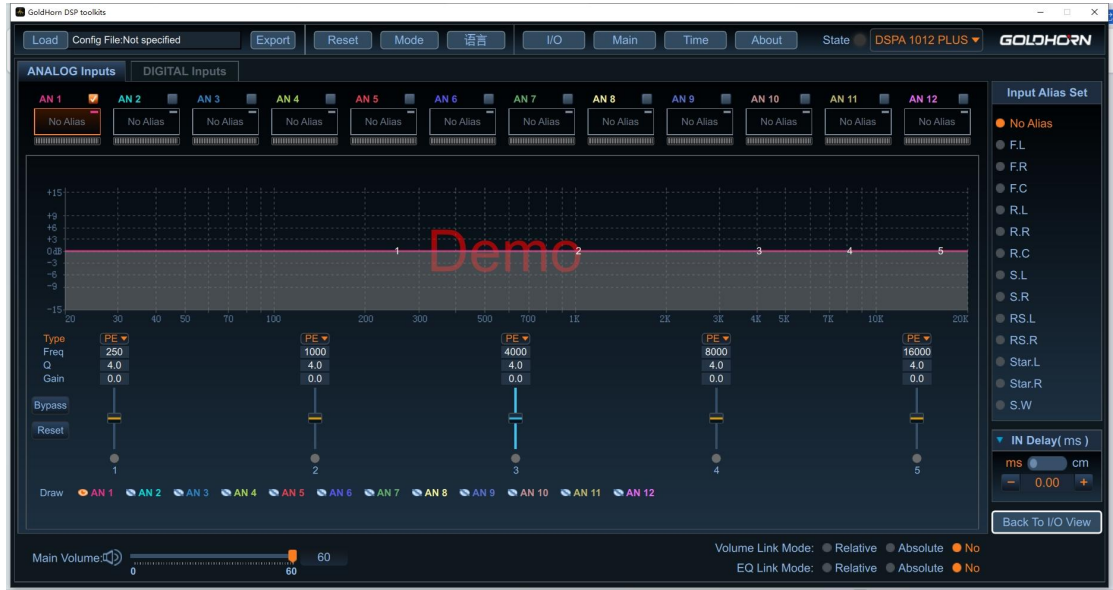 GoldHorn DSP toolkits
Load Config File:Not specified Export Reset Mode 语言 I/O Main Time About State DSPA 1012 PLUS GOLDHORN
ANALOG Inputs DIGITAL Inputs
AN 1 AN 2 AN 3 AN 4 AN 5 AN 6 AN 7 AN 8 AN 9 AN 10 AN 11 AN 12
No Alias No Alias No Alias No Alias No Alias No Alias No Alias No Alias No Alias No Alias No Alias No Alias
+15
+9
+6
+3
0dB
-3
-6
-9
-15
1 2 3 4 5
Demo
20 30 40 50 70 100 200 300 500 700 1K 2K 3K 4K 5K 7K 10K 20K
Type PE PE PE PE PE
Freq 250 1000 4000 8000 16000
Q 4.0 4.0 4.0 4.0 4.0
Gain 0.0 0.0 0.0 0.0 0.0
Bypass
Reset
1 2 3 4 5
Draw AN 1 AN 2 AN 3 AN 4 AN 5 AN 6 AN 7 AN 8 AN 9 AN 10 AN 11 AN 12
Input Alias Set
No Alias
F.L
F.R
F.C
R.L
R.R
R.C
S.L
S.R
RS.L
RS.R
Star.L
Star.R
S.W
IN Delay( ms )
ms cm
− 0.00 +
Back To I/O View
Main Volume: 60
0 60
Volume Link Mode: Relative Absolute No
EQ Link Mode: Relative Absolute No